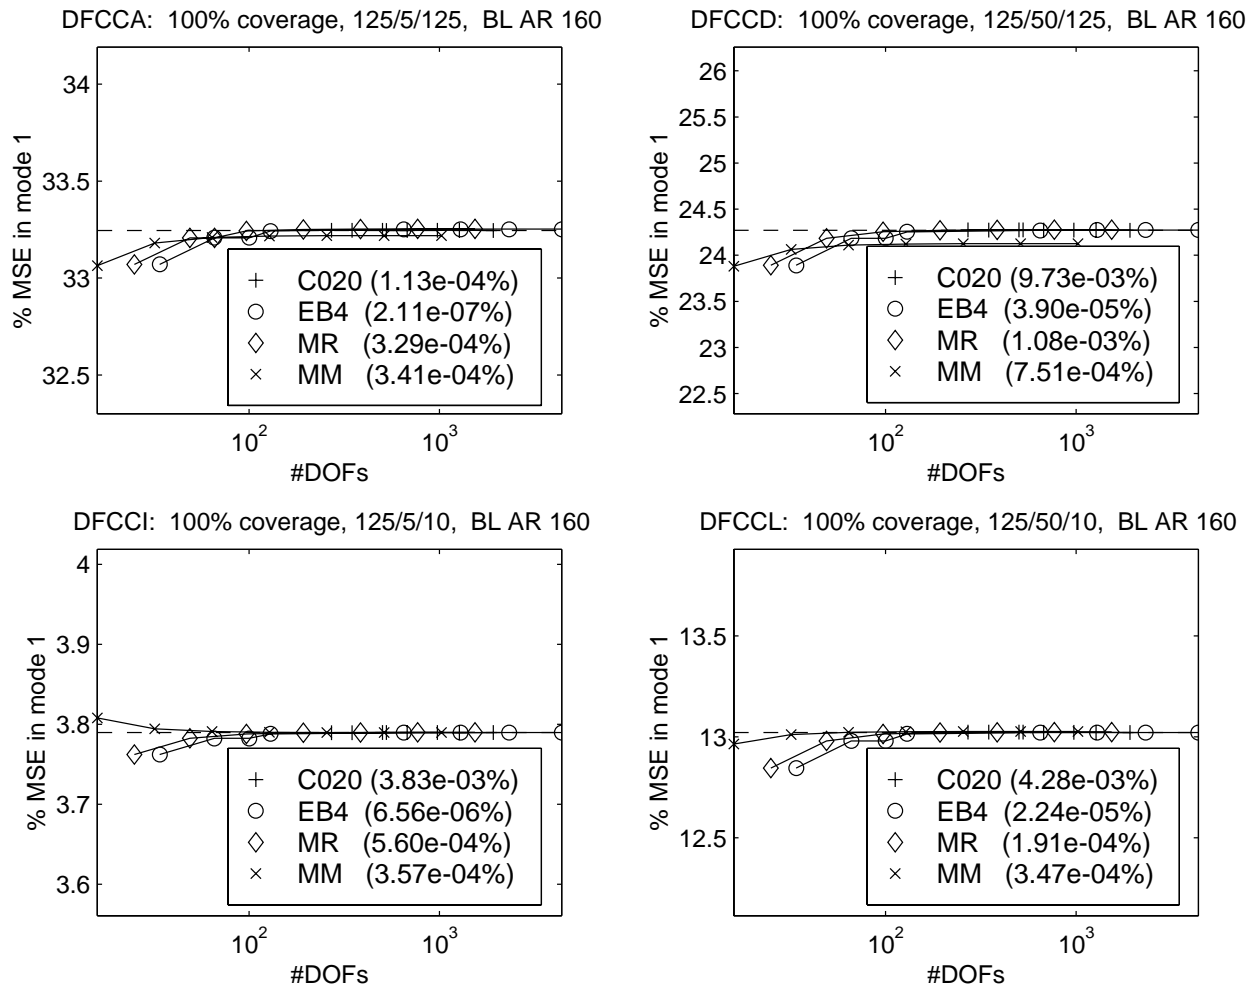 DFCCA: 100% coverage, 125/5/125, BL AR 160
34
33.5
33
32.5
% MSE in mode 1
C020 (1.13e-04%)
EB4 (2.11e-07%)
MR (3.29e-04%)
MM (3.41e-04%)
10^2
10^3
#DOFs
DFCCD: 100% coverage, 125/50/125, BL AR 160
26
25.5
25
24.5
24
23.5
23
22.5
% MSE in mode 1
C020 (9.73e-03%)
EB4 (3.90e-05%)
MR (1.08e-03%)
MM (7.51e-04%)
10^2
10^3
#DOFs
DFCCI: 100% coverage, 125/5/10, BL AR 160
4
3.9
3.8
3.7
3.6
% MSE in mode 1
C020 (3.83e-03%)
EB4 (6.56e-06%)
MR (5.60e-04%)
MM (3.57e-04%)
10^2
10^3
#DOFs
DFCCL: 100% coverage, 125/50/10, BL AR 160
13.5
13
12.5
% MSE in mode 1
C020 (4.28e-03%)
EB4 (2.24e-05%)
MR (1.91e-04%)
MM (3.47e-04%)
10^2
10^3
#DOFs